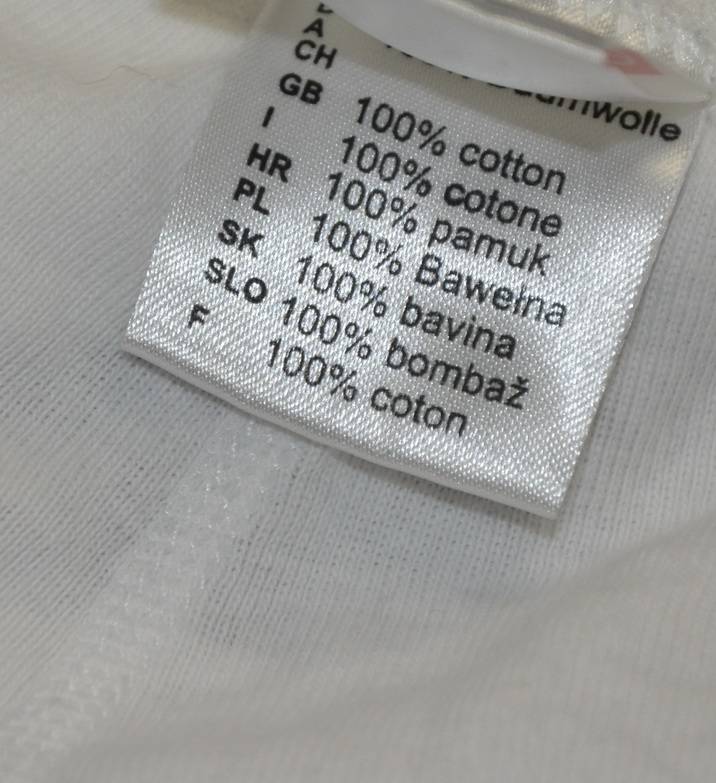 A
CH
GB 100% cotton
I 100% cotone
HR 100% pamuk
PL 100% Bawełna
SK 100% bavina
SLO 100% bombaž
F 100% coton